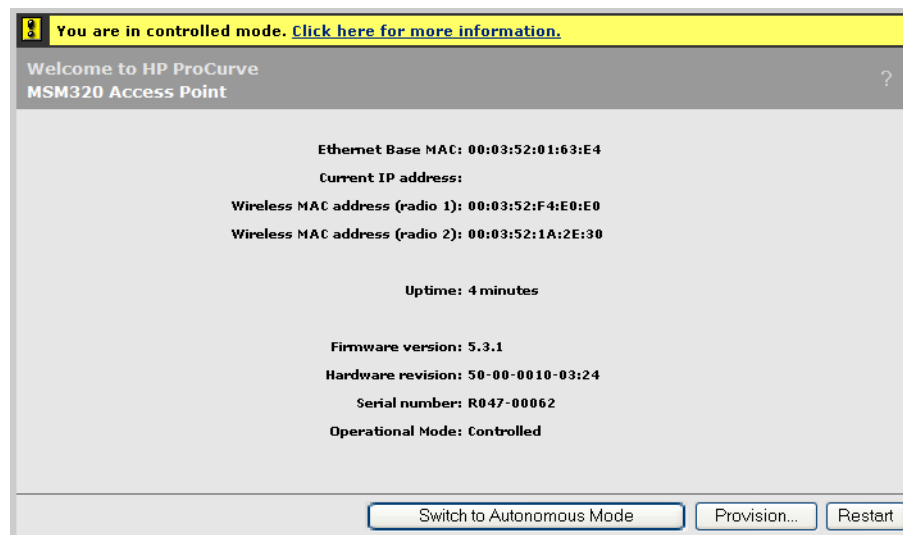 You are in controlled mode. Click here for more information.
Welcome to HP ProCurve
MSM320 Access Point
?
Ethernet Base MAC: 00:03:52:01:63:E4
Current IP address:
Wireless MAC address (radio 1): 00:03:52:F4:E0:E0
Wireless MAC address (radio 2): 00:03:52:1A:2E:30
Uptime: 4 minutes
Firmware version: 5.3.1
Hardware revision: 50-00-0010-03:24
Serial number: R047-00062
Operational Mode: Controlled
Switch to Autonomous Mode Provision... Restart